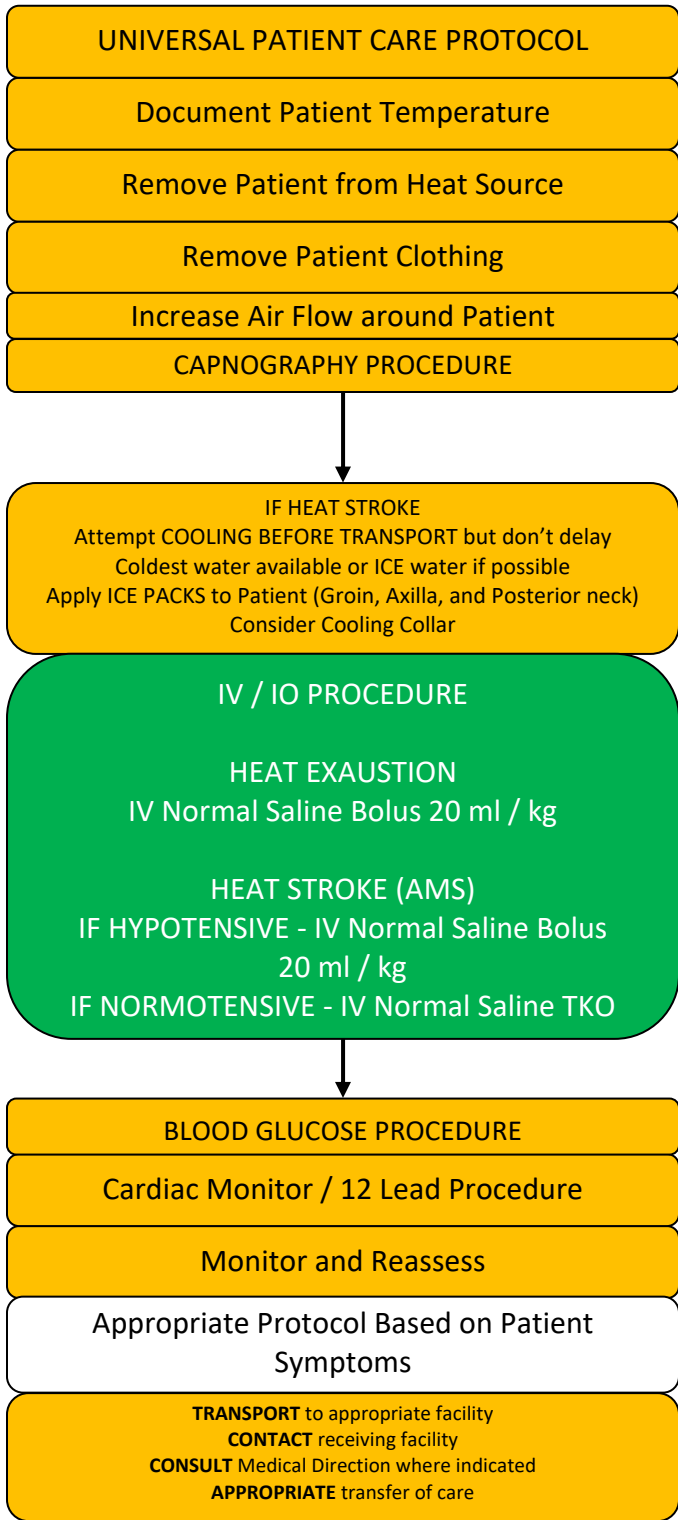 UNIVERSAL PATIENT CARE PROTOCOL
Document Patient Temperature
Remove Patient from Heat Source
Remove Patient Clothing
Increase Air Flow around Patient
CAPNOGRAPHY PROCEDURE
IF HEAT STROKE
Attempt COOLING BEFORE TRANSPORT but don’t delay
Coldest water available or ICE water if possible
Apply ICE PACKS to Patient (Groin, Axilla, and Posterior neck)
Consider Cooling Collar
IV / IO PROCEDURE
HEAT EXAUSTION
IV Normal Saline Bolus 20 ml / kg
HEAT STROKE (AMS)
IF HYPOTENSIVE - IV Normal Saline Bolus
20 ml / kg
IF NORMOTENSIVE - IV Normal Saline TKO
BLOOD GLUCOSE PROCEDURE
Cardiac Monitor / 12 Lead Procedure
Monitor and Reassess
Appropriate Protocol Based on Patient
Symptoms
TRANSPORT to appropriate facility
CONTACT receiving facility
CONSULT Medical Direction where indicated
APPROPRIATE transfer of care